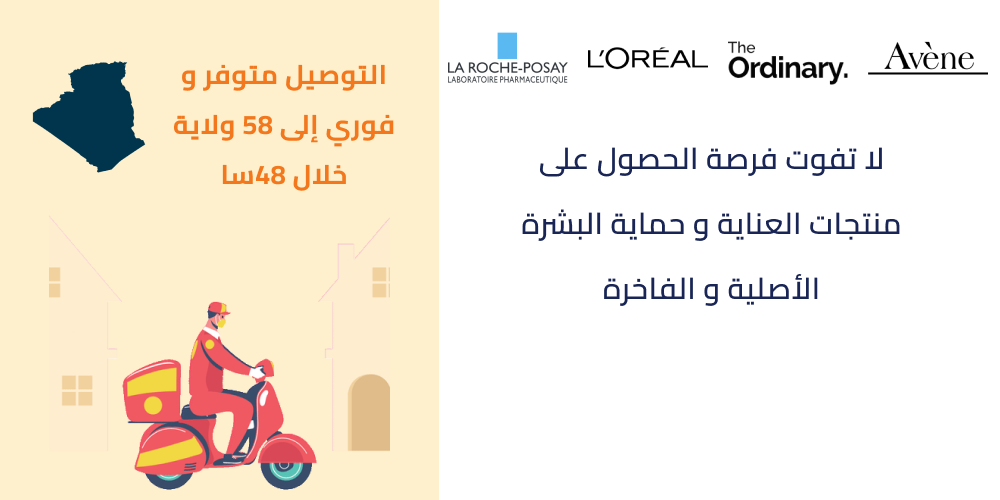 التوصيل متوفر و
فوري إلى 58 ولاية
خلال 48سا
LA ROCHE-POSAY
LABORATOIRE PHARMACEUTIQUE
L'ORÉAL
The
Ordinary.
Avène
لا تفوت فرصة الحصول على
منتجات العناية و حماية البشرة
الأصلية و الفاخرة